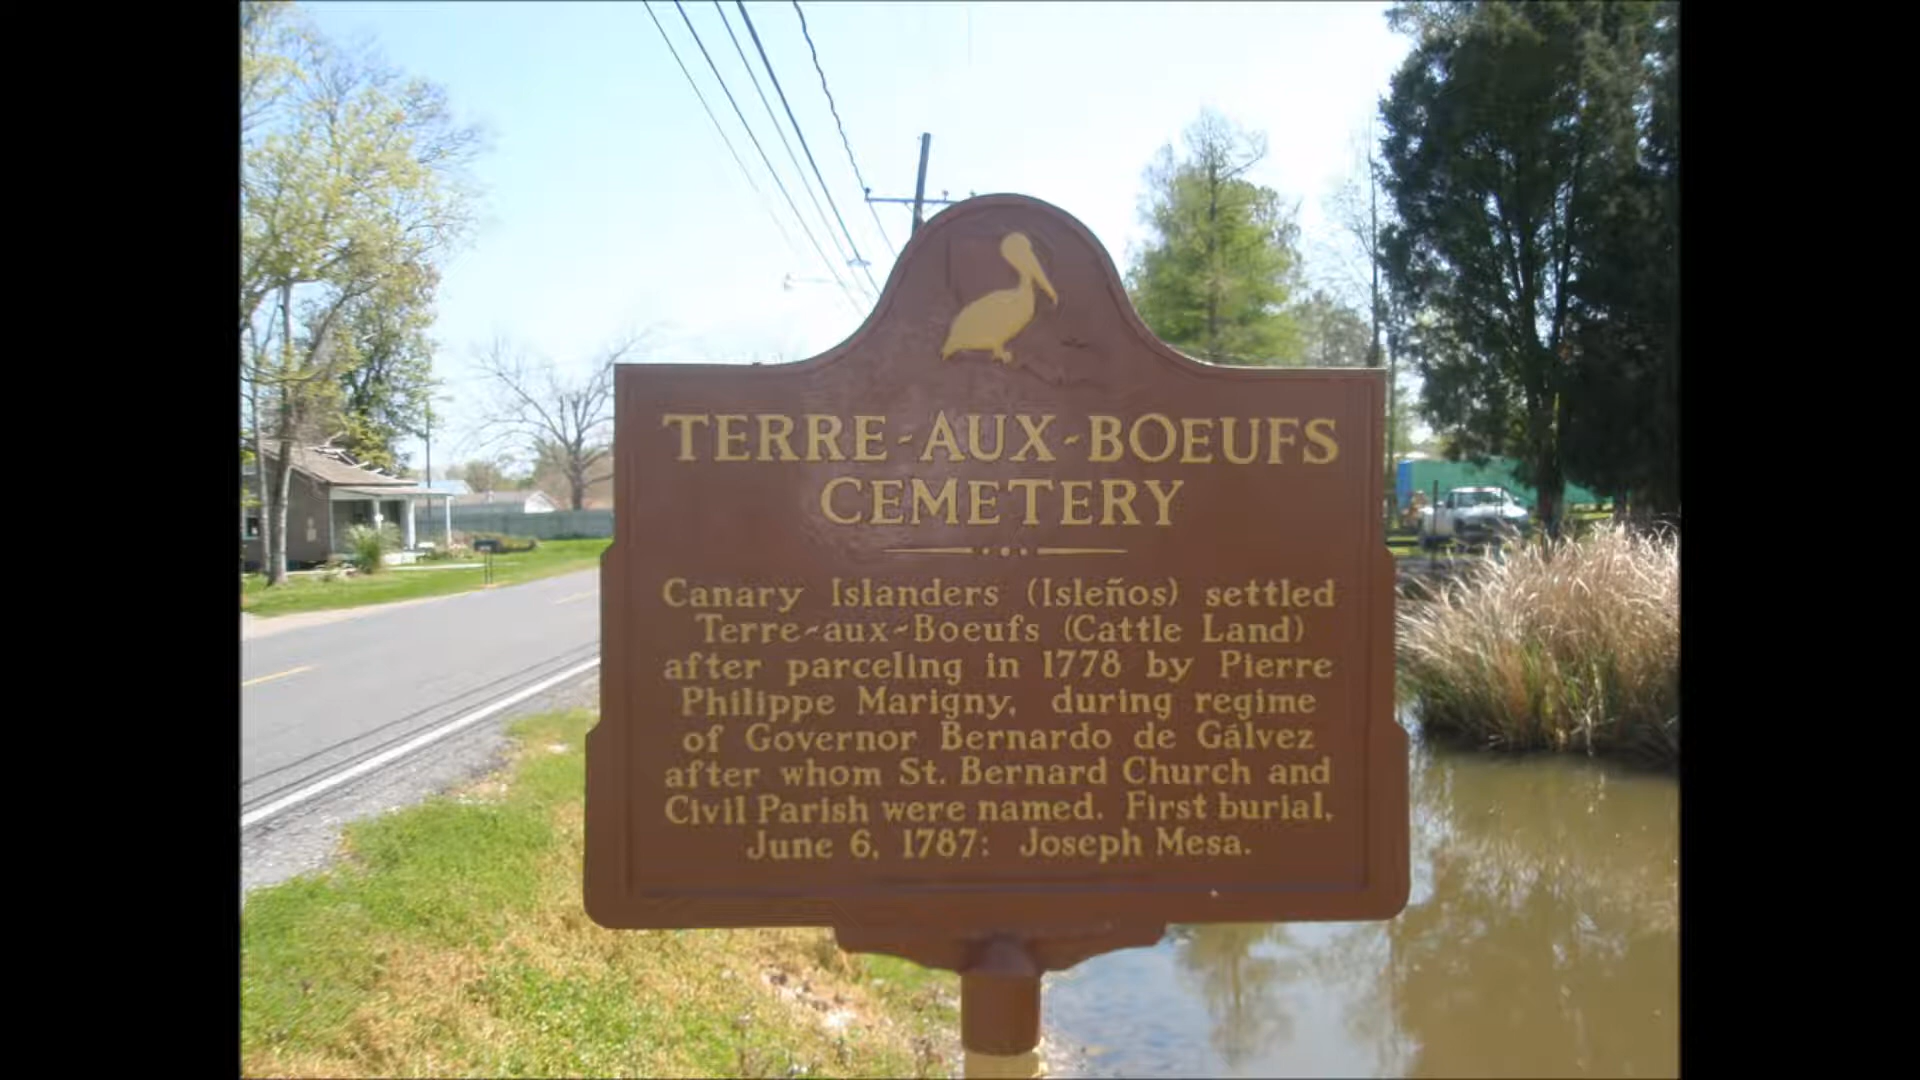 TERRE-AUX-BOEUFS
CEMETERY
Canary Islanders (Isleños) settled
Terre-aux-Boeufs (Cattle Land)
after parceling in 1778 by Pierre
Philippe Marigny, during regime
of Governor Bernardo de Gálvez
after whom St. Bernard Church and
Civil Parish were named. First burial,
June 6, 1787: Joseph Mesa.